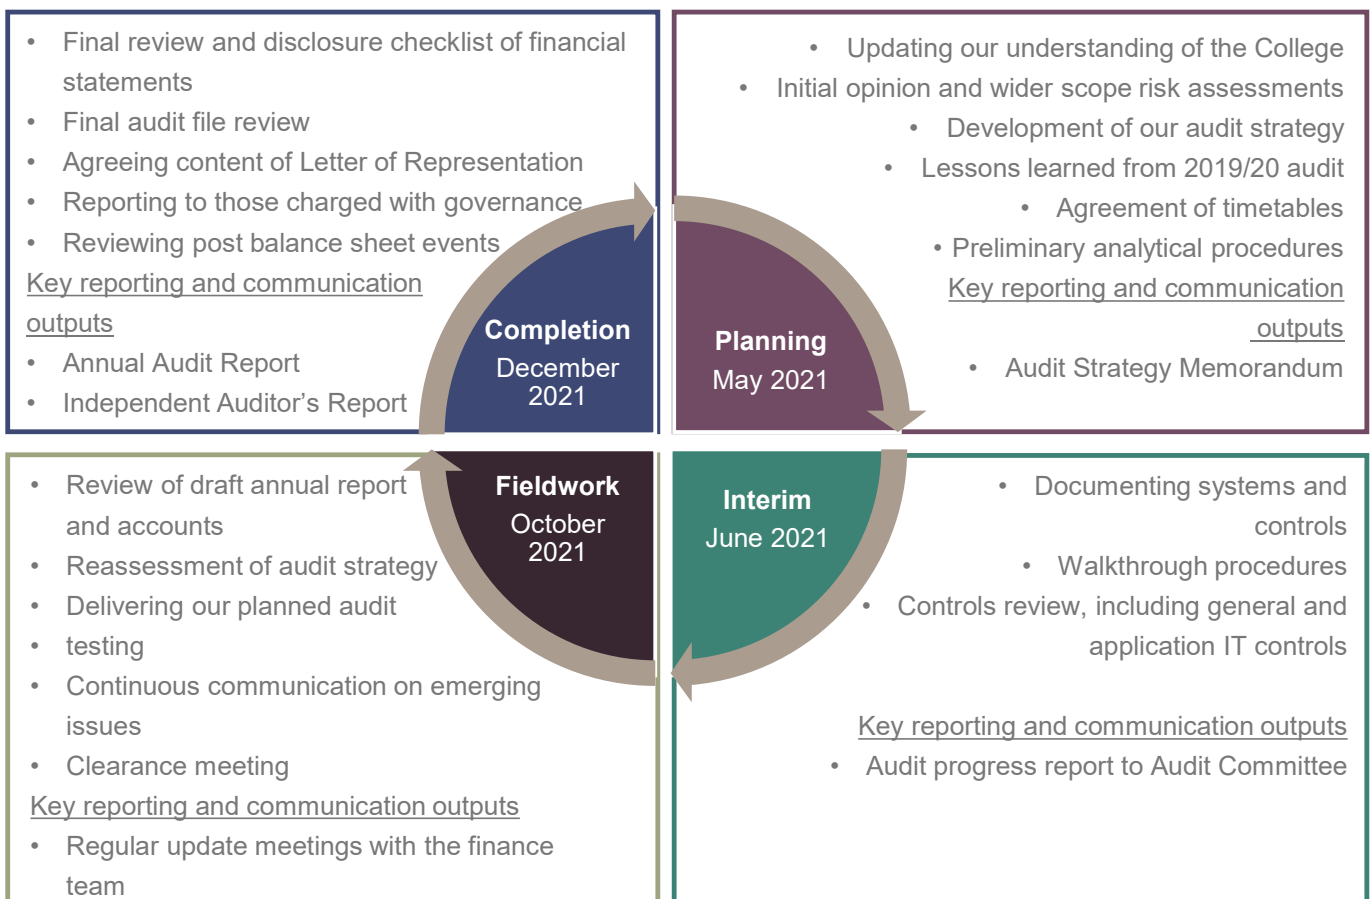 • Final review and disclosure checklist of financial
statements
• Final audit file review
• Agreeing content of Letter of Representation
• Reporting to those charged with governance
• Reviewing post balance sheet events
Key reporting and communication
outputs
• Annual Audit Report
• Independent Auditor’s Report
Completion
December
2021
• Updating our understanding of the College
• Initial opinion and wider scope risk assessments
• Development of our audit strategy
• Lessons learned from 2019/20 audit
• Agreement of timetables
• Preliminary analytical procedures
Key reporting and communication
outputs
• Audit Strategy Memorandum
Planning
May 2021
• Review of draft annual report
and accounts
• Reassessment of audit strategy
• Delivering our planned audit
• testing
• Continuous communication on emerging
issues
• Clearance meeting
Key reporting and communication outputs
• Regular update meetings with the finance
team
Fieldwork
October
2021
Interim
June 2021
• Documenting systems and
controls
• Walkthrough procedures
• Controls review, including general and
application IT controls
Key reporting and communication outputs
• Audit progress report to Audit Committee